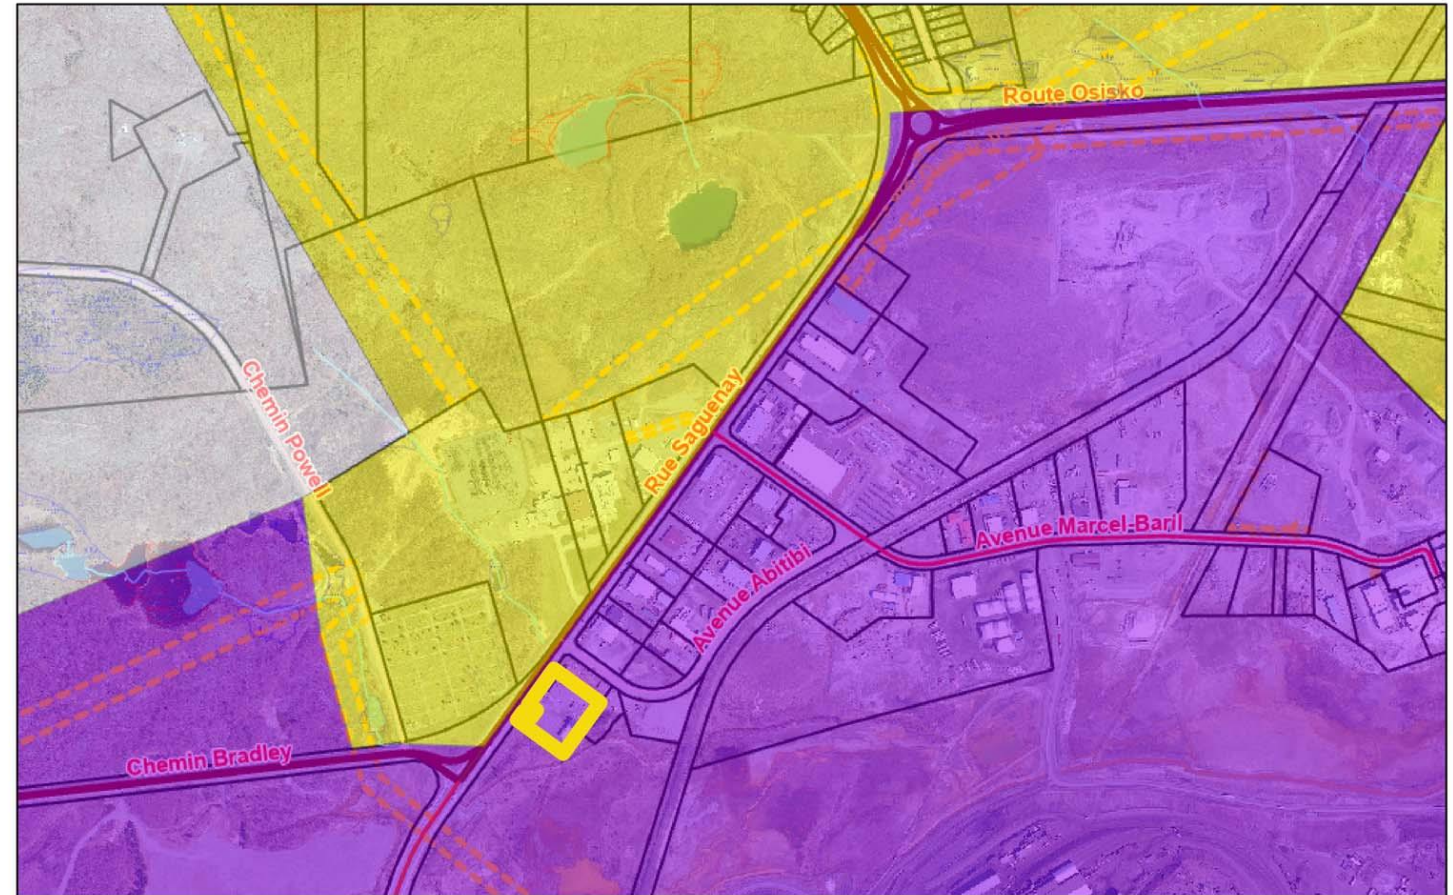 Route Osisko
Chemin Powell
Rue Saguenay
Avenue Marcel-Baril
Avenue Abitibi
Chemin Bradley